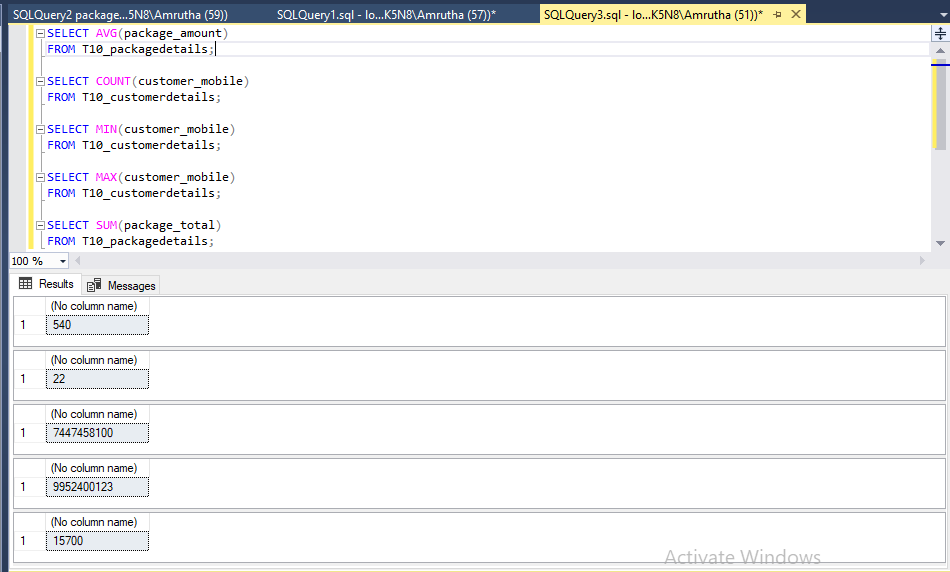 SQLQuery2 package...5N8\Amrutha (59)) SQLQuery1.sql - lo...K5N8\Amrutha (57))* SQLQuery3.sql - lo...K5N8\Amrutha (51))*
SELECT AVG(package_amount)
FROM T10_packagedetails;
SELECT COUNT(customer_mobile)
FROM T10_customerdetails;
SELECT MIN(customer_mobile)
FROM T10_customerdetails;
SELECT MAX(customer_mobile)
FROM T10_customerdetails;
SELECT SUM(package_total)
FROM T10_packagedetails;
100 %
Results Messages
(No column name)
1 540
(No column name)
1 22
(No column name)
1 7447458100
(No column name)
1 9952400123
(No column name)
1 15700
Activate Windows